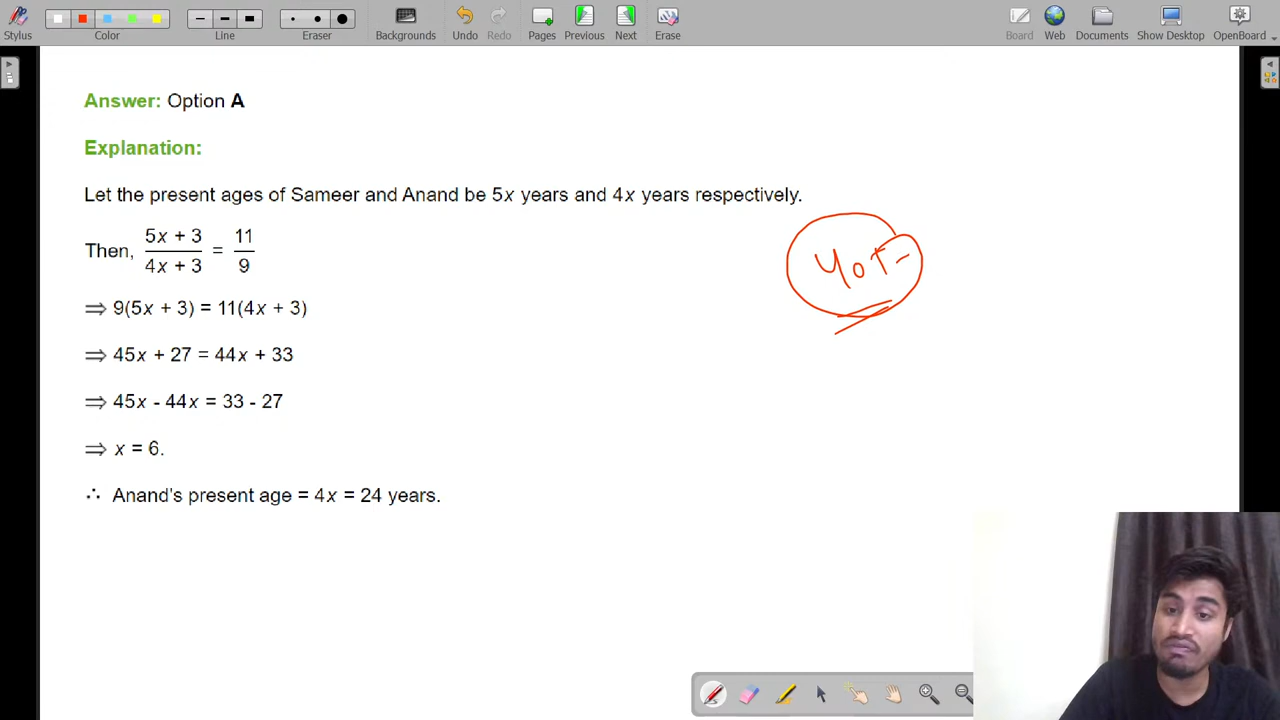 Stylus Color Line Eraser Backgrounds Undo Redo Pages Previous Next Erase Board Web Documents Show Desktop OpenBoard
Answer: Option A
Explanation:
Let the present ages of Sameer and Anand be 5x years and 4x years respectively.
Then, (5x + 3)/(4x + 3) = 11/9
⇒ 9(5x + 3) = 11(4x + 3)
⇒ 45x + 27 = 44x + 33
⇒ 45x - 44x = 33 - 27
⇒ x = 6.
∴ Anand's present age = 4x = 24 years.